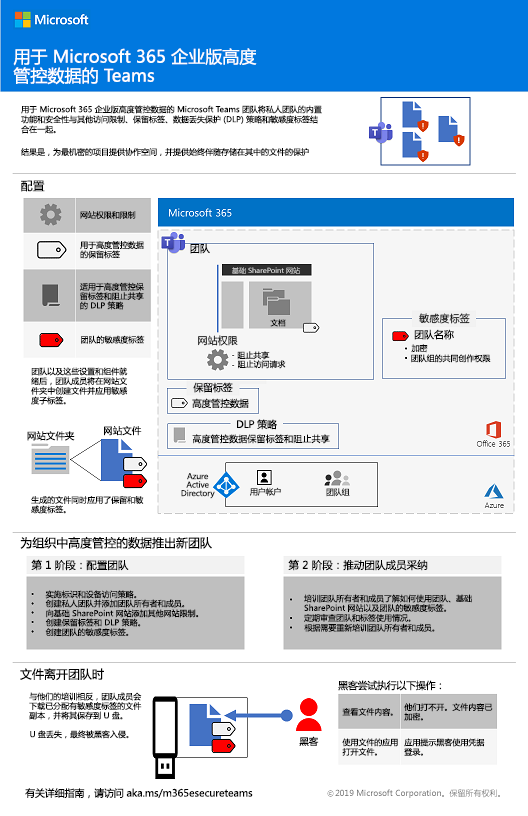 Microsoft
用于 Microsoft 365 企业版高度
管控数据的 Teams
用于 Microsoft 365 企业版高度管控数据的 Microsoft Teams 团队将私人团队的内置
功能和安全性与其他访问限制、保留标签、数据丢失保护 (DLP) 策略和敏感度标签结
合在一起。
结果是，为最机密的项目提供协作空间，并提供始终伴随存储在其中的文件的保护
配置
网站权限和限制
用于高度管控数据
的保留标签
适用于高度管控保
留标签和阻止共享
的 DLP 策略
团队的敏感度标签
团队以及这些设置和组件就
绪后，团队成员将在网站文
件夹中创建文件并应用敏感
度子标签。
网站文件夹
网站文件
生成的文件同时应用了保留和敏
感度标签。
Microsoft 365
团队
基础 SharePoint 网站
文档
网站权限
- 阻止共享
- 阻止访问请求
敏感度标签
团队名称
• 加密
• 团队组的共同创作权限
保留标签
高度管控数据
DLP 策略
高度管控数据保留标签和阻止共享
Office 365
Azure
Active
Directory
用户帐户
团队组
Azure
为组织中高度管控的数据推出新团队
第 1 阶段：配置团队
• 实施标识和设备访问策略。
• 创建私人团队并添加团队所有者和成员。
• 向基础 SharePoint 网站添加其他网站限制。
• 创建保留标签和 DLP 策略。
• 创建团队的敏感度标签。
第 2 阶段：推动团队成员采纳
• 培训团队所有者和成员了解如何使用团队、基础
SharePoint 网站以及团队的敏感度标签。
• 定期审查团队和标签使用情况。
• 根据需要重新培训团队所有者和成员。
文件离开团队时
与他们的培训相反，团队成员会
下载已分配有敏感度标签的文件
副本，并将其保存到 U 盘。
U 盘丢失，最终被黑客入侵。
黑客
黑客尝试执行以下操作：
查看文件内容。
他们打不开。文件内容已
加密。
使用文件的应用
打开文件。
应用提示黑客使用凭据
登录。
有关详细指南，请访问 aka.ms/m365esecureteams
© 2019 Microsoft Corporation。保留所有权利。